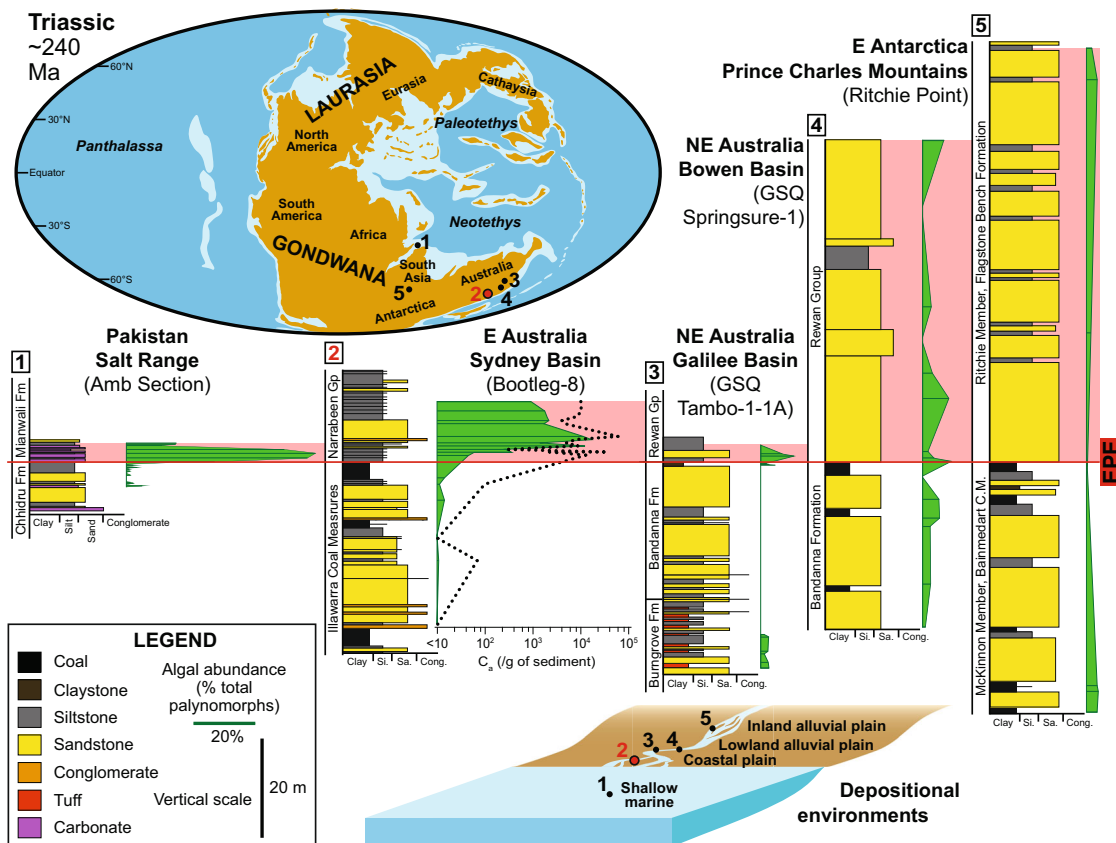 Triassic
~240
Ma
60°N
30°N
Equator
30°S
60°S
Panthalassa
LAURASIA
Eurasia
Cathaysia
North
America
Paleotethys
South
America
Africa
Neotethys
GONDWANA
South
Asia
Australia
Antarctica
1
2
3
4
5
1
Pakistan
Salt Range
(Amb Section)
Mianwali Fm
Chhidru Fm
Clay
Silt
Sand
Conglomerate
2
E Australia
Sydney Basin
(Bootleg-8)
Narrabeen Gp
Illawarra Coal Measures
Clay
Si.
Sa.
Cong.
<10
10²
10³
10⁴
10⁵
Cₐ (/g of sediment)
3
NE Australia
Galilee Basin
(GSQ
Tambo-1-1A)
Rewan Gp
Bandanna Fm
Burngrove Fm
Clay
Si.
Sa.
Cong.
4
NE Australia
Bowen Basin
(GSQ
Springsure-1)
Rewan Group
Bandanna Formation
Clay
Si.
Sa.
Cong.
5
E Antarctica
Prince Charles Mountains
(Ritchie Point)
Ritchie Member, Flagstone Bench Formation
McKinnon Member, Bainmedart C.M.
Clay
Si.
Sa.
Cong.
EPE
LEGEND
Coal
Claystone
Siltstone
Sandstone
Conglomerate
Tuff
Carbonate
Algal abundance
(% total
palynomorphs)
20%
Vertical scale
20 m
5
Inland alluvial plain
3
4
Lowland alluvial plain
2
Coastal plain
1
Shallow
marine
Depositional
environments